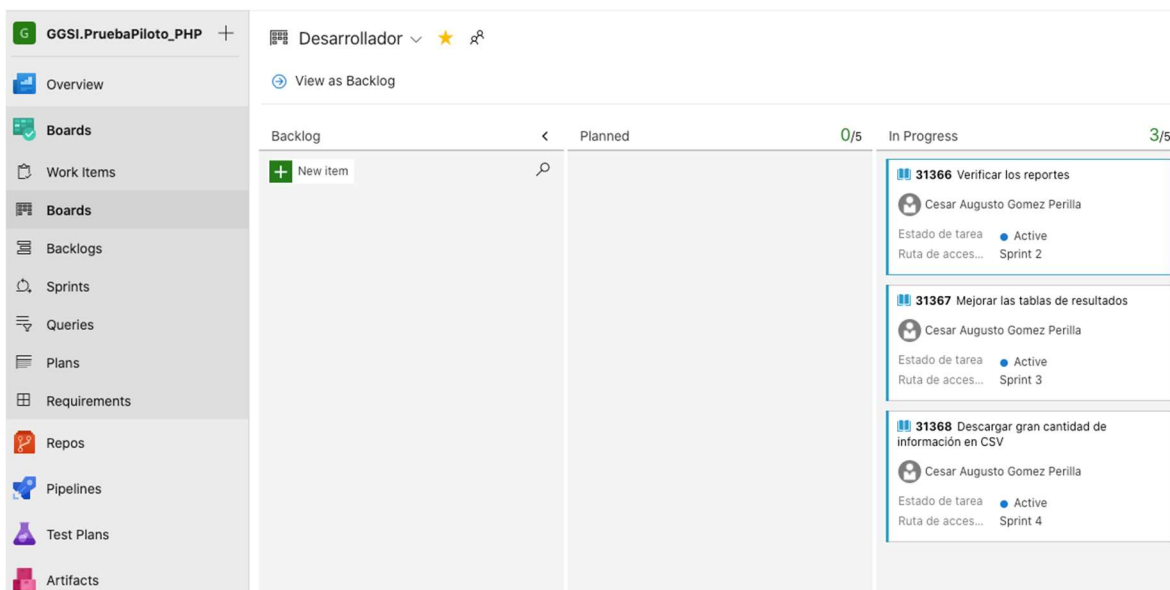 G GGSI.PruebaPiloto_PHP
Overview
Boards
Work Items
Boards
Backlogs
Sprints
Queries
Plans
Requirements
Repos
Pipelines
Test Plans
Artifacts
Desarrollador
View as Backlog
Backlog
New item
Planned 0/5
In Progress 3/5
31366 Verificar los reportes
Cesar Augusto Gomez Perilla
Estado de tarea Active
Ruta de acces... Sprint 2
31367 Mejorar las tablas de resultados
Cesar Augusto Gomez Perilla
Estado de tarea Active
Ruta de acces... Sprint 3
31368 Descargar gran cantidad de
información en CSV
Cesar Augusto Gomez Perilla
Estado de tarea Active
Ruta de acces... Sprint 4